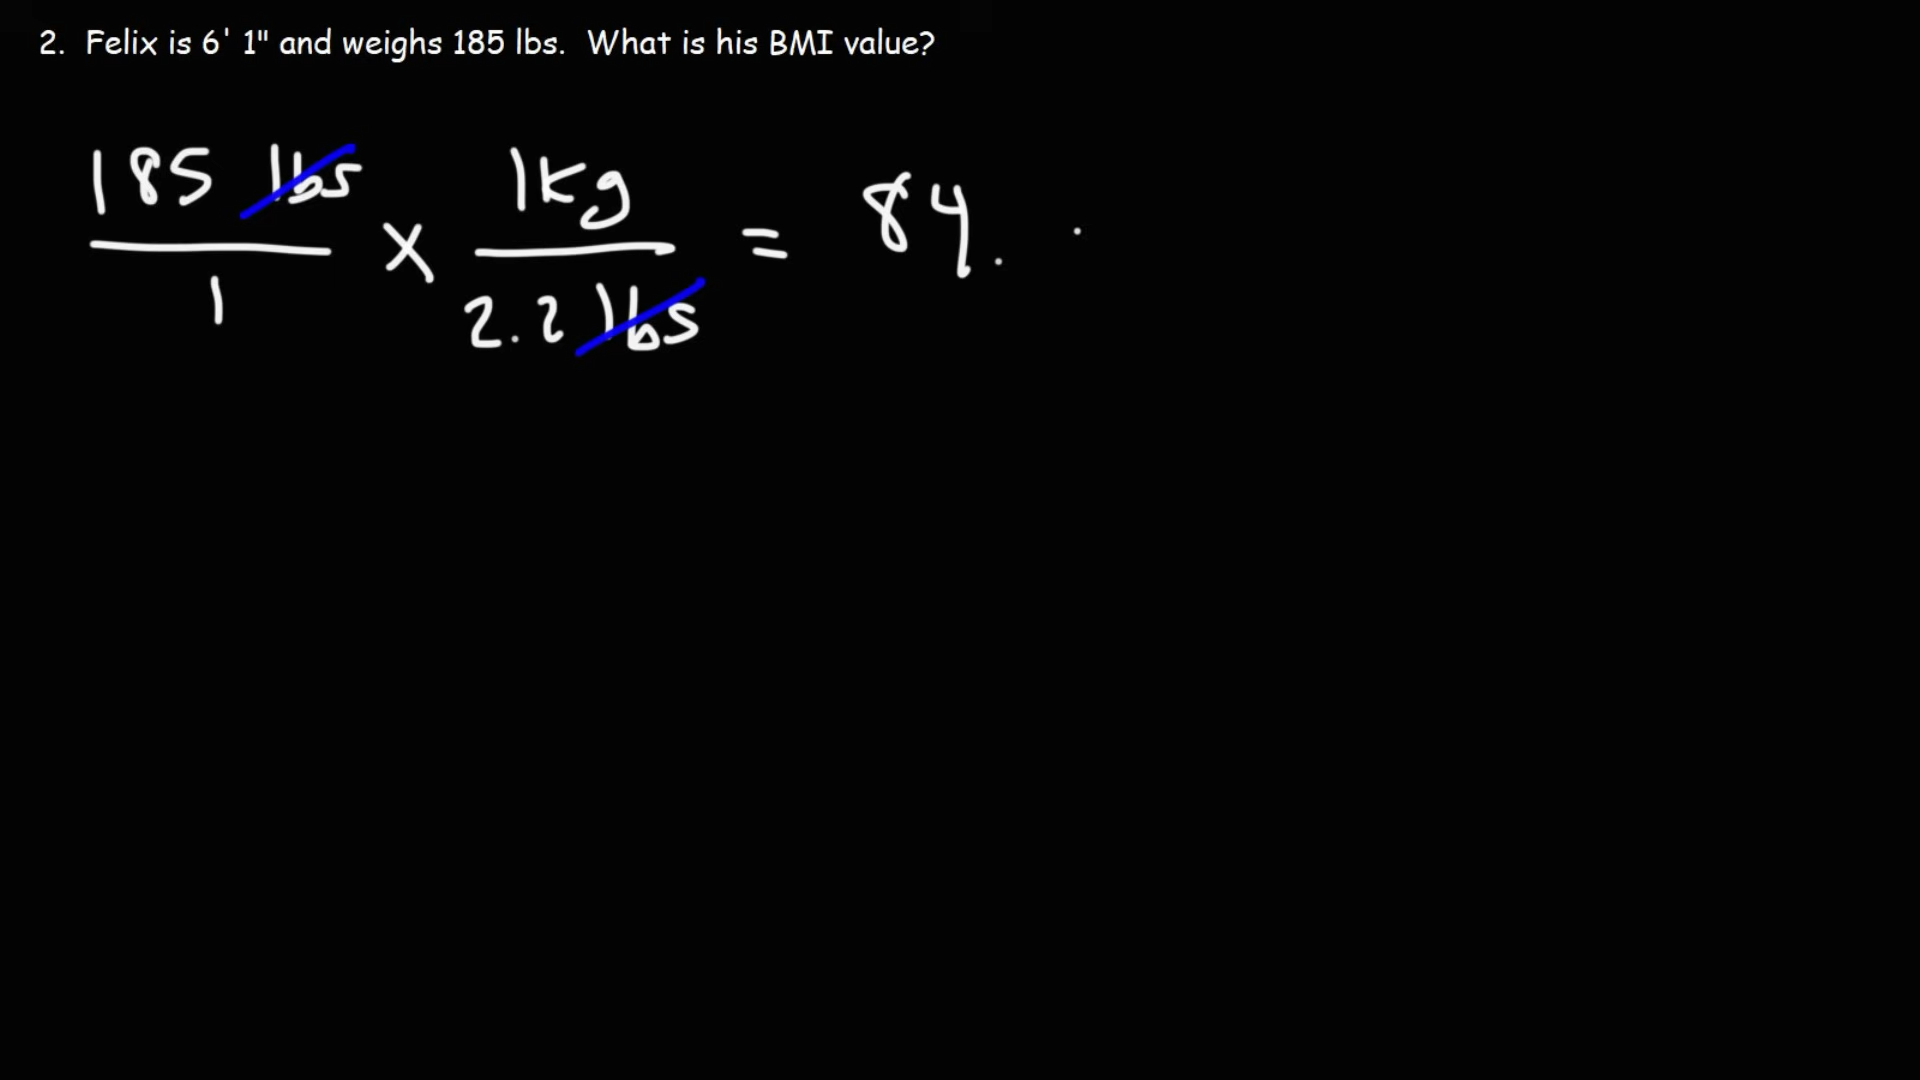 2. Felix is 6' 1" and weighs 185 lbs. What is his BMI value?
185 lbs / 1 x 1kg / 2.2 lbs = 84.